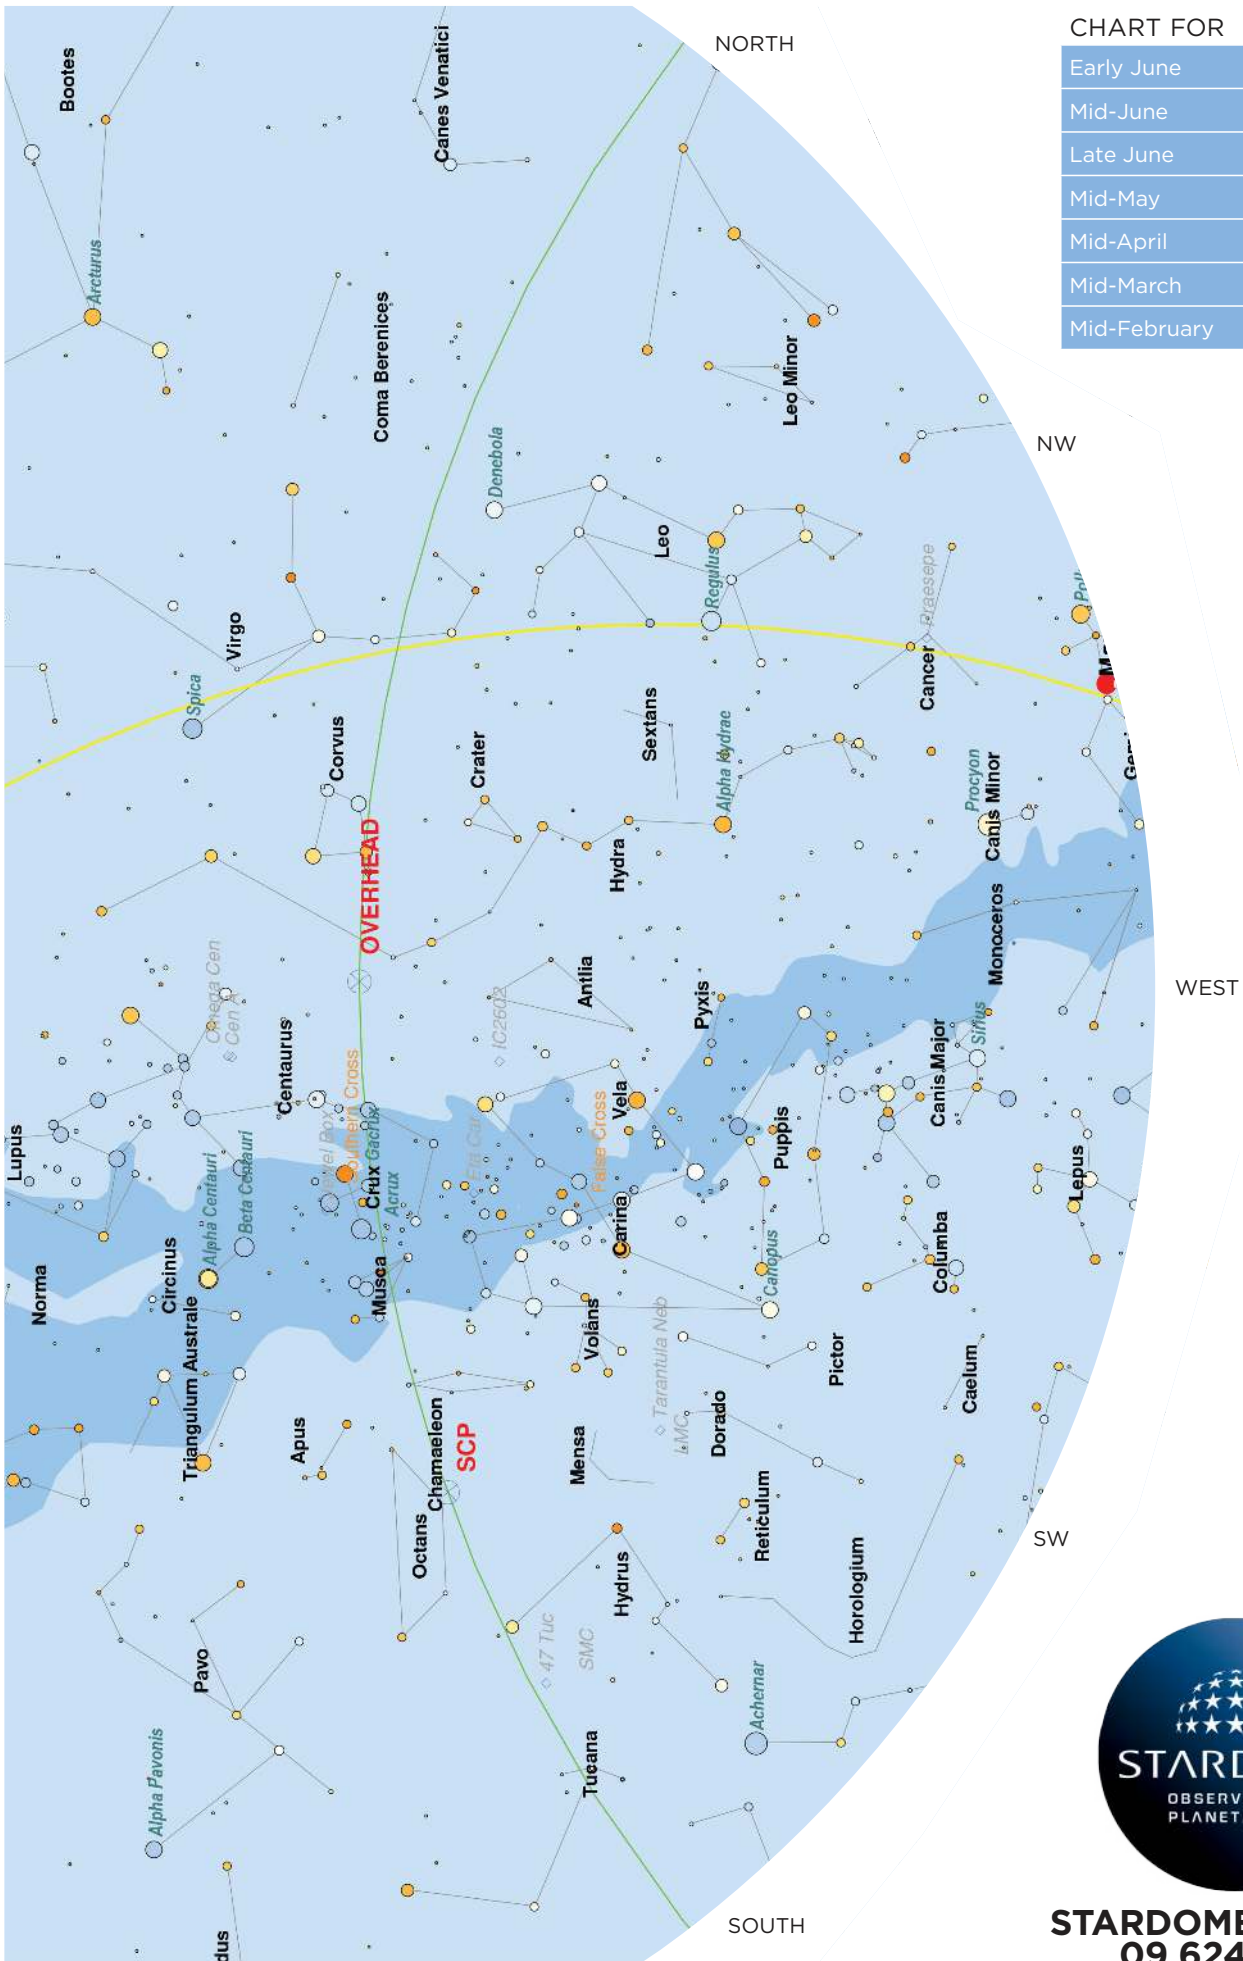 CHART FOR
Early June
Mid-June
Late June
Mid-May
Mid-April
Mid-March
Mid-February
NORTH
NW
WEST
SW
SOUTH
Bootes
Canes Venatici
Arcturus
Coma Berenices
Leo Minor
Denebola
Leo
Regulus
Praesepe
Cancer
Virgo
Spica
Corvus
Crater
Sextans
Alpha Hydrae
Procyon
Canis Minor
OVERHEAD
Hydra
Monoceros
Omega Cen
Cen A
IC2602
Antlia
Pyxis
Sirius
Canis Major
Centaurus
Southern Cross
Lupus
Alpha Centauri
Beta Centauri
Crux
Gacrux
Acrux
Eta Car
False Cross
Vela
Puppis
Lepus
Carina
Canopus
Columba
Norma
Circinus
Musca
Triangulum Australe
Volans
Tarantula Neb
LMC
Pictor
Caelum
Apus
Chamaeleon
SCP
Mensa
Dorado
Octans
Reticulum
Hydrus
Horologium
47 Tuc
SMC
Pavo
Achernar
Alpha Pavonis
Tucana